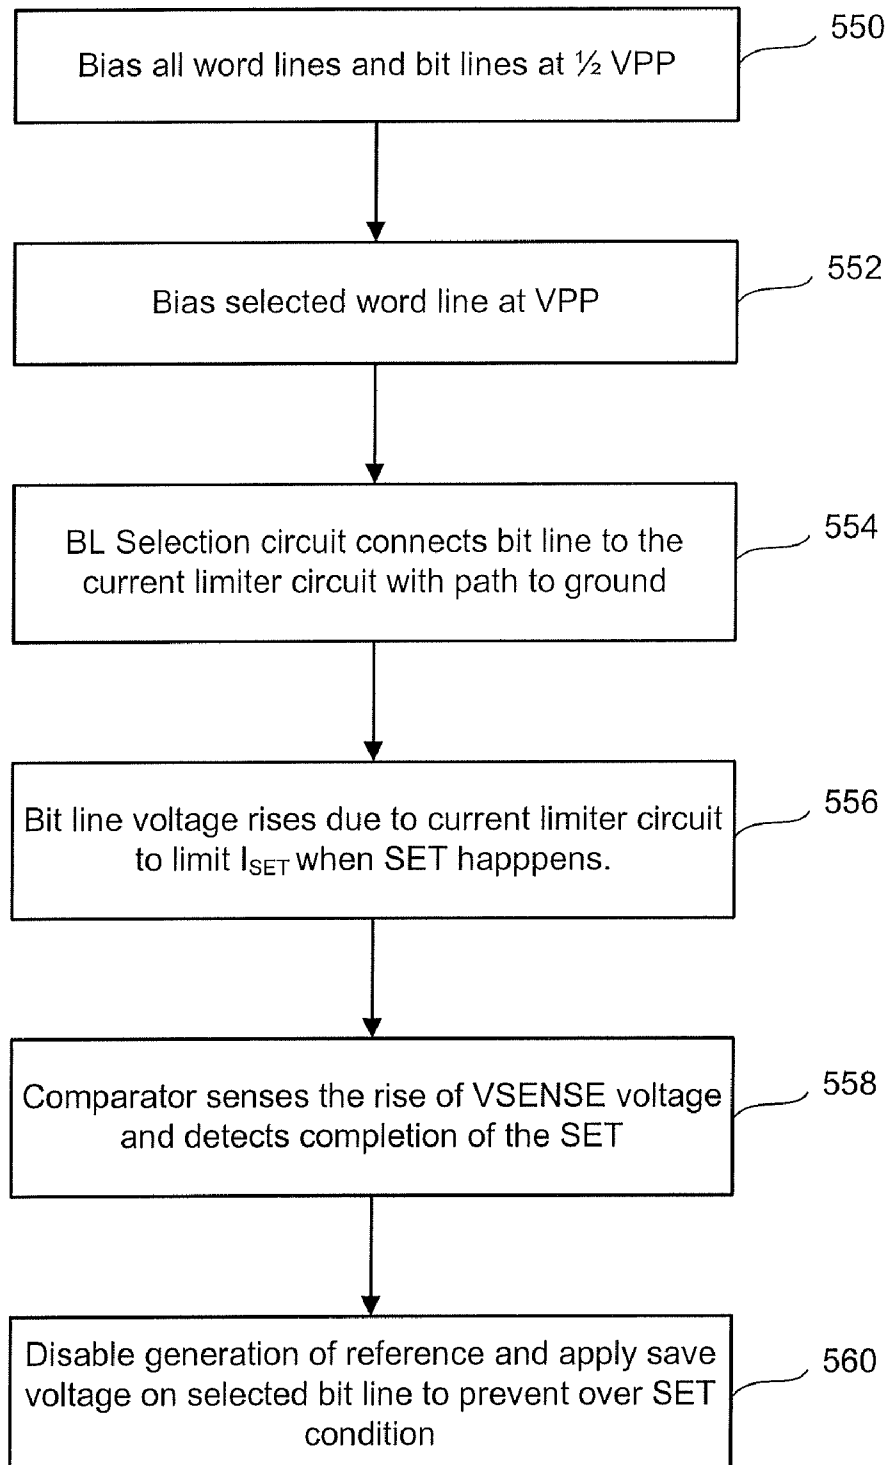 Bias all word lines and bit lines at ½ VPP
550
Bias selected word line at VPP
552
BL Selection circuit connects bit line to the
current limiter circuit with path to ground
554
Bit line voltage rises due to current limiter circuit
to limit ISET when SET happpens.
556
Comparator senses the rise of VSENSE voltage
and detects completion of the SET
558
Disable generation of reference and apply save
voltage on selected bit line to prevent over SET
condition
560